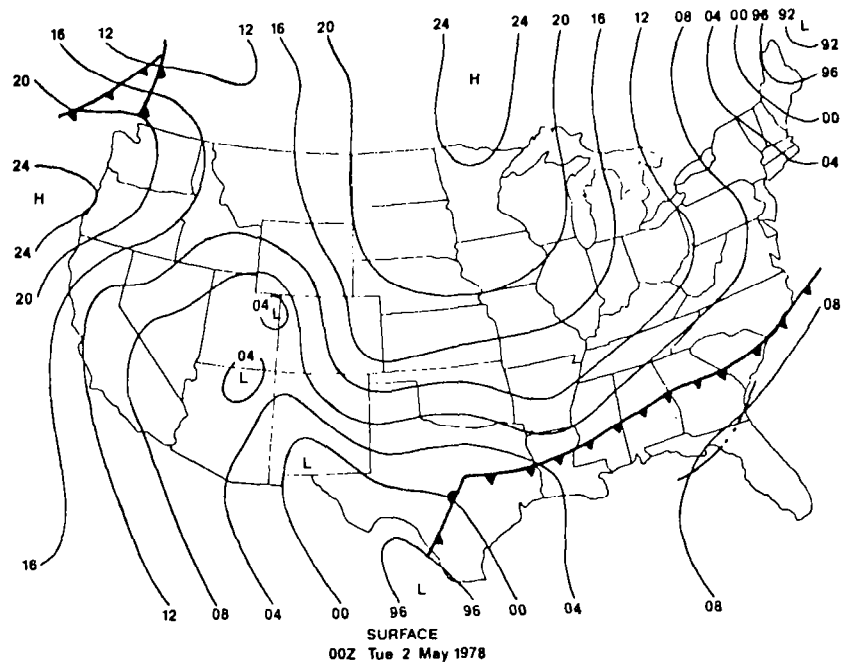 16 12 12 16 20 24 24 20 16 12 08 04 00 96 92
L
92
20 H 96
00
24 04
H
24
20 08
04
L
04
L
L
16
L
12 08 04 00 96 96 00 04 08
SURFACE
00Z Tue 2 May 1978